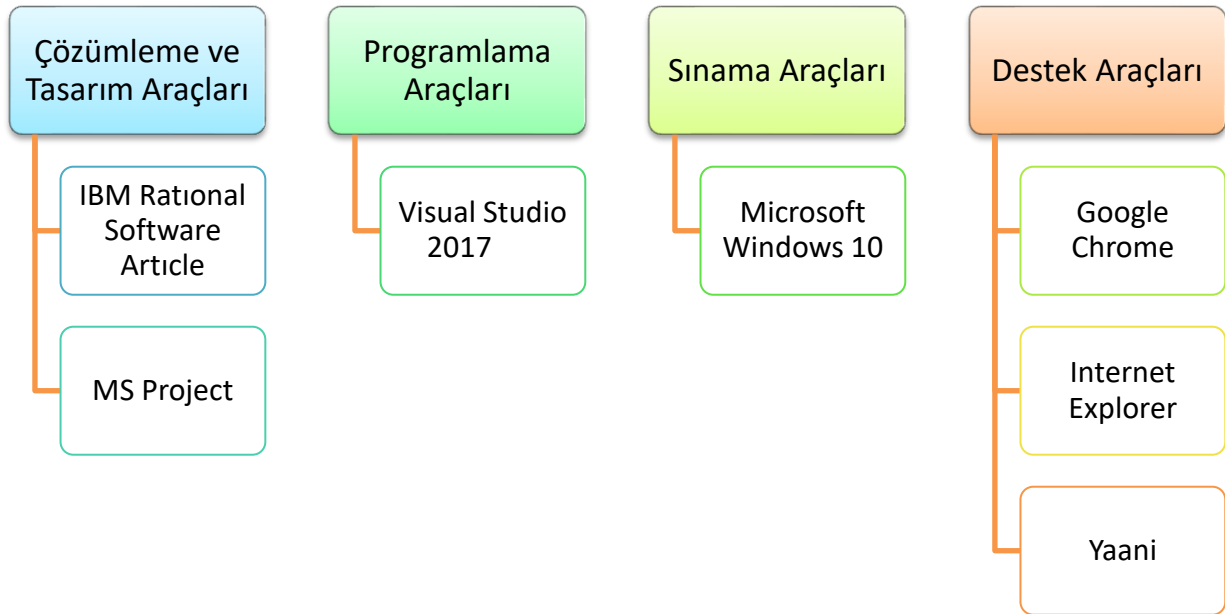 Çözümleme ve
Tasarım Araçları
IBM Ratıonal
Software
Artıcle
MS Project
Programlama
Araçları
Visual Studio
2017
Sınama Araçları
Microsoft
Windows 10
Destek Araçları
Google
Chrome
Internet
Explorer
Yaani